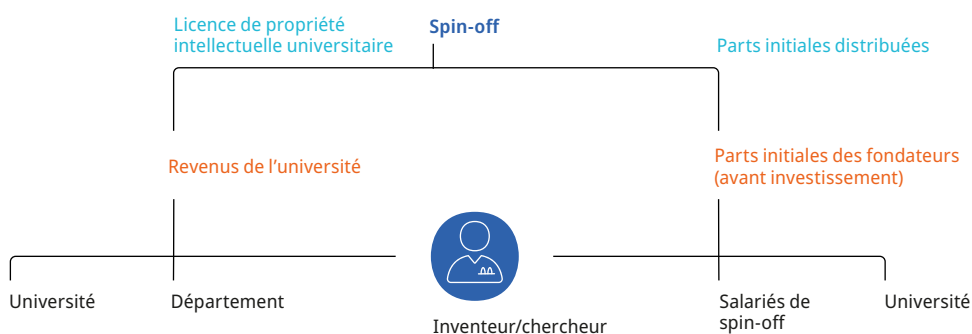 Licence de propriété
intellectuelle universitaire
Spin-off
Parts initiales distribuées
Revenus de l’université
Parts initiales des fondateurs
(avant investissement)
Université
Département
Inventeur/chercheur
Salariés de
spin-off
Université